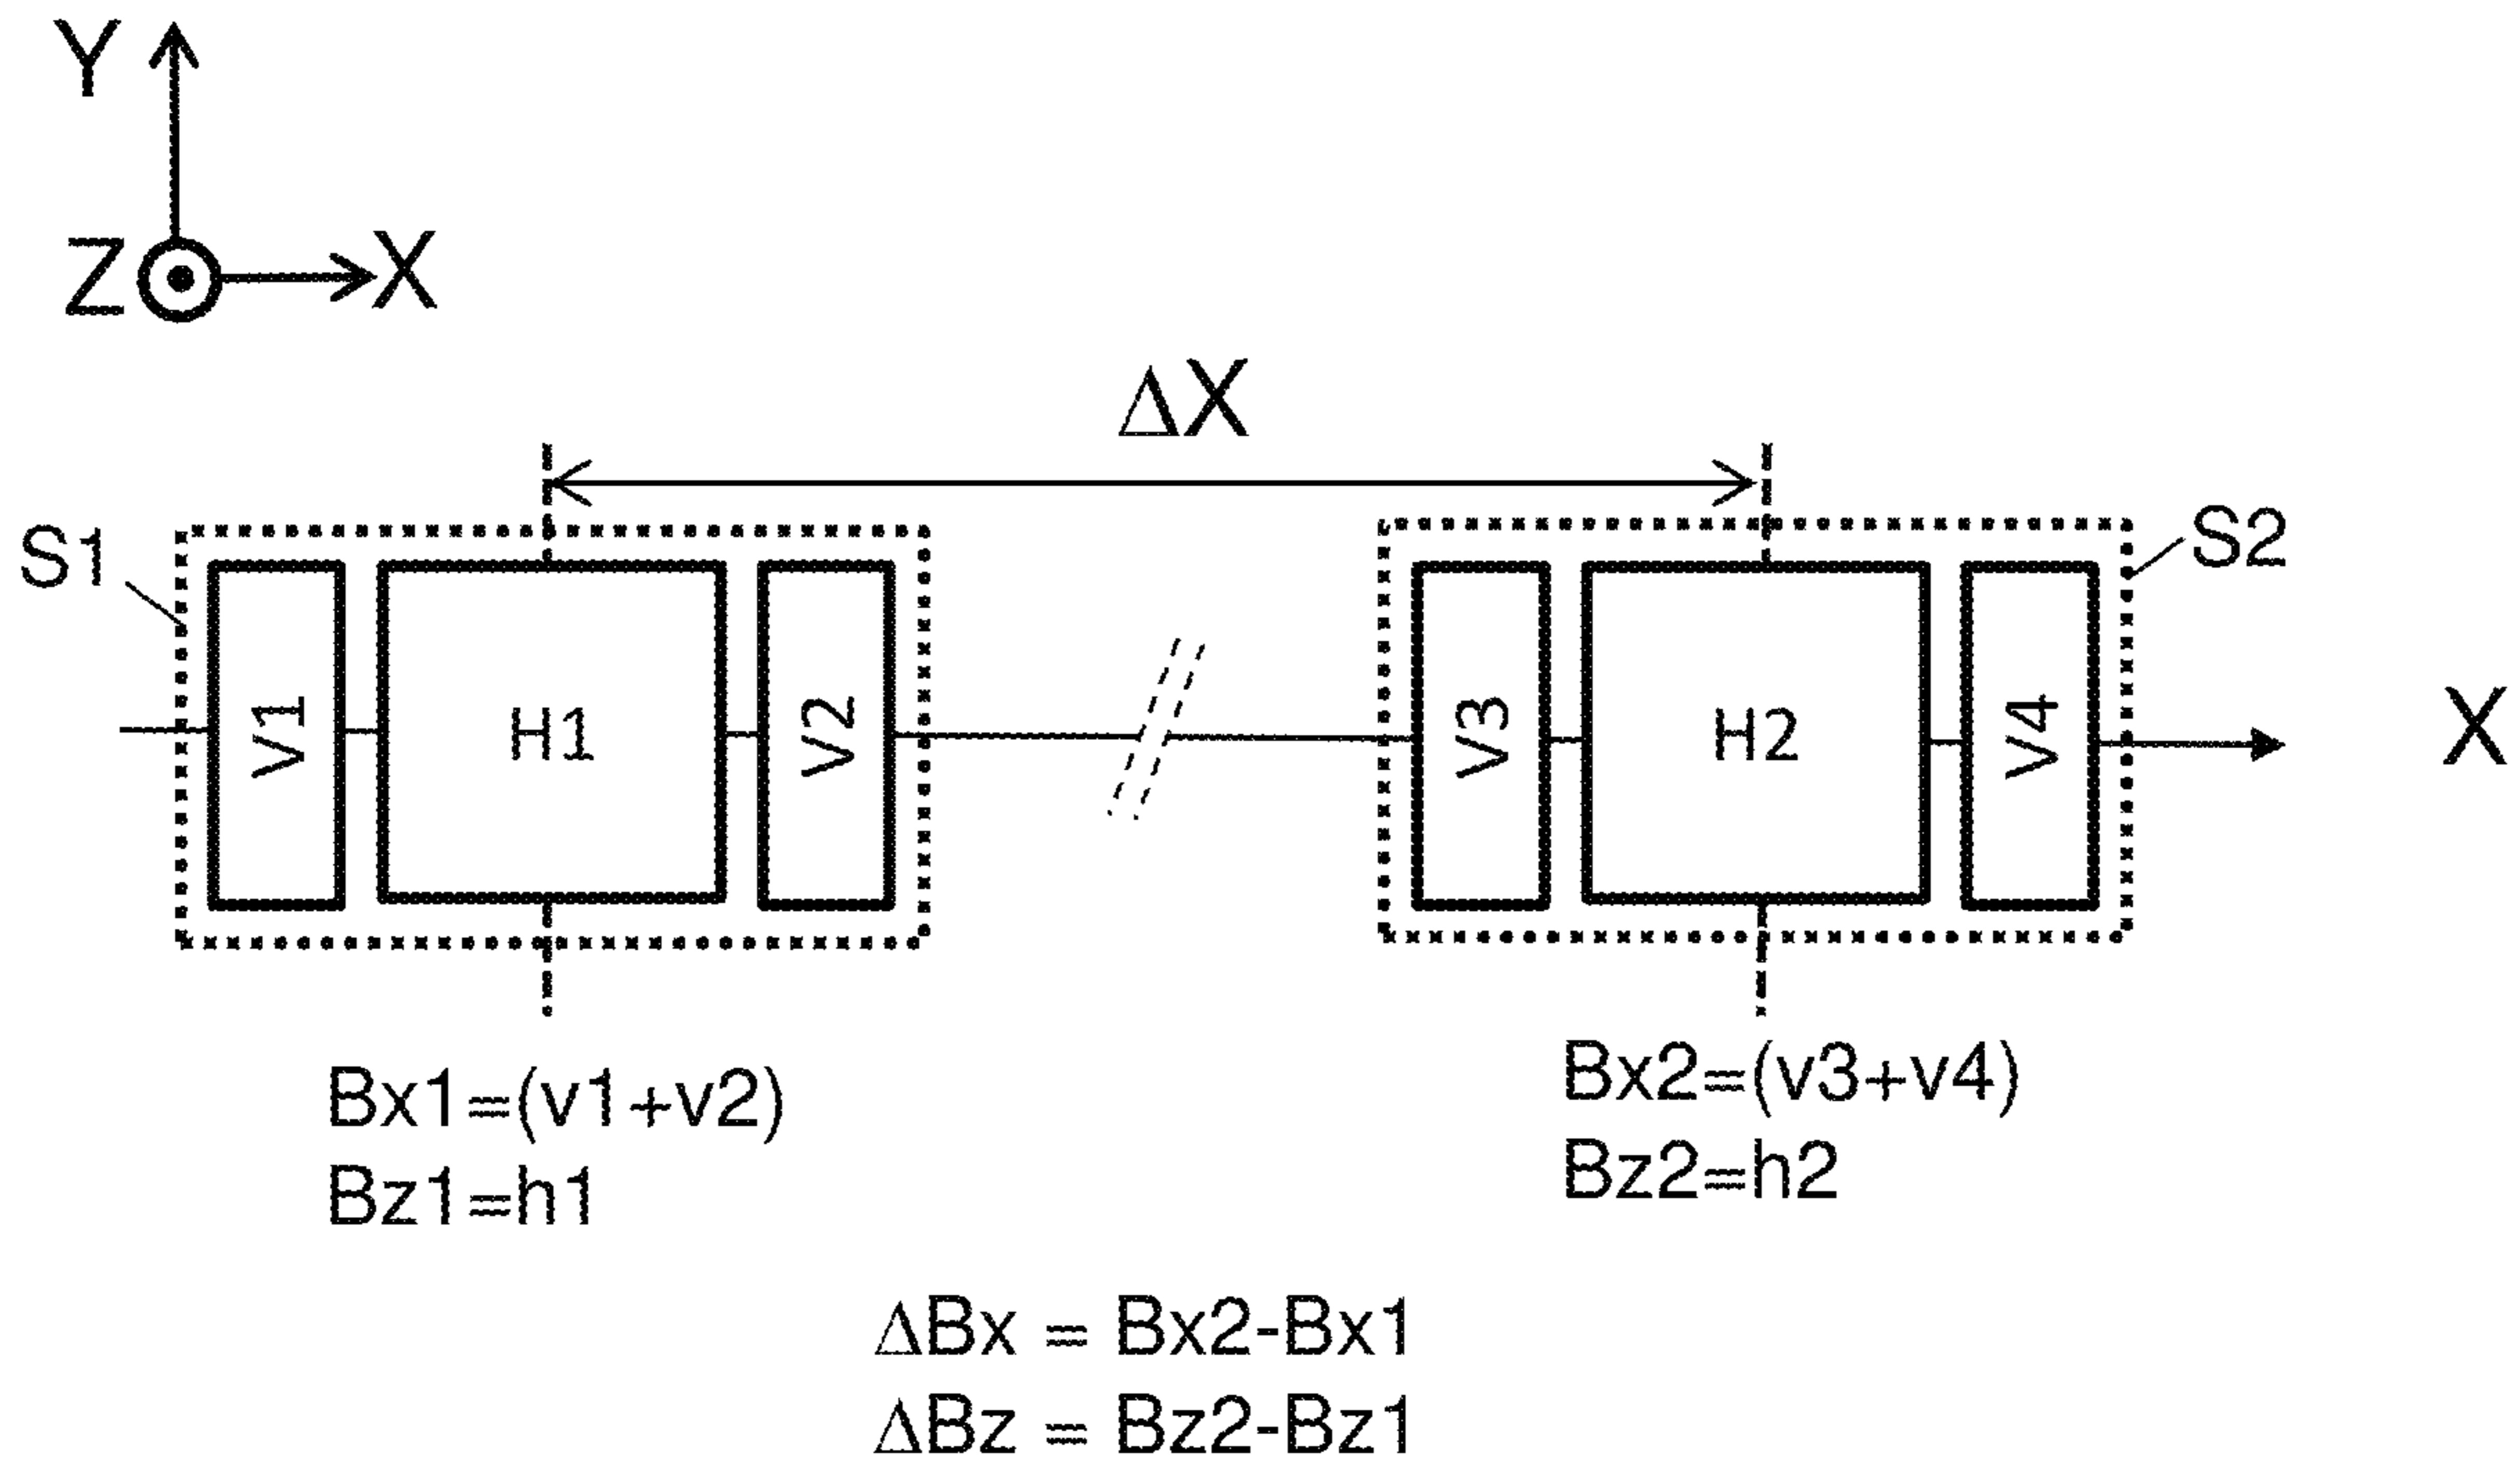 Y
Z X
ΔX
S1 S2
V1 H1 V2 V3 H2 V4 X
Bx1=(v1+v2)
Bz1=h1
Bx2=(v3+v4)
Bz2=h2
ΔBx = Bx2-Bx1
ΔBz = Bz2-Bz1